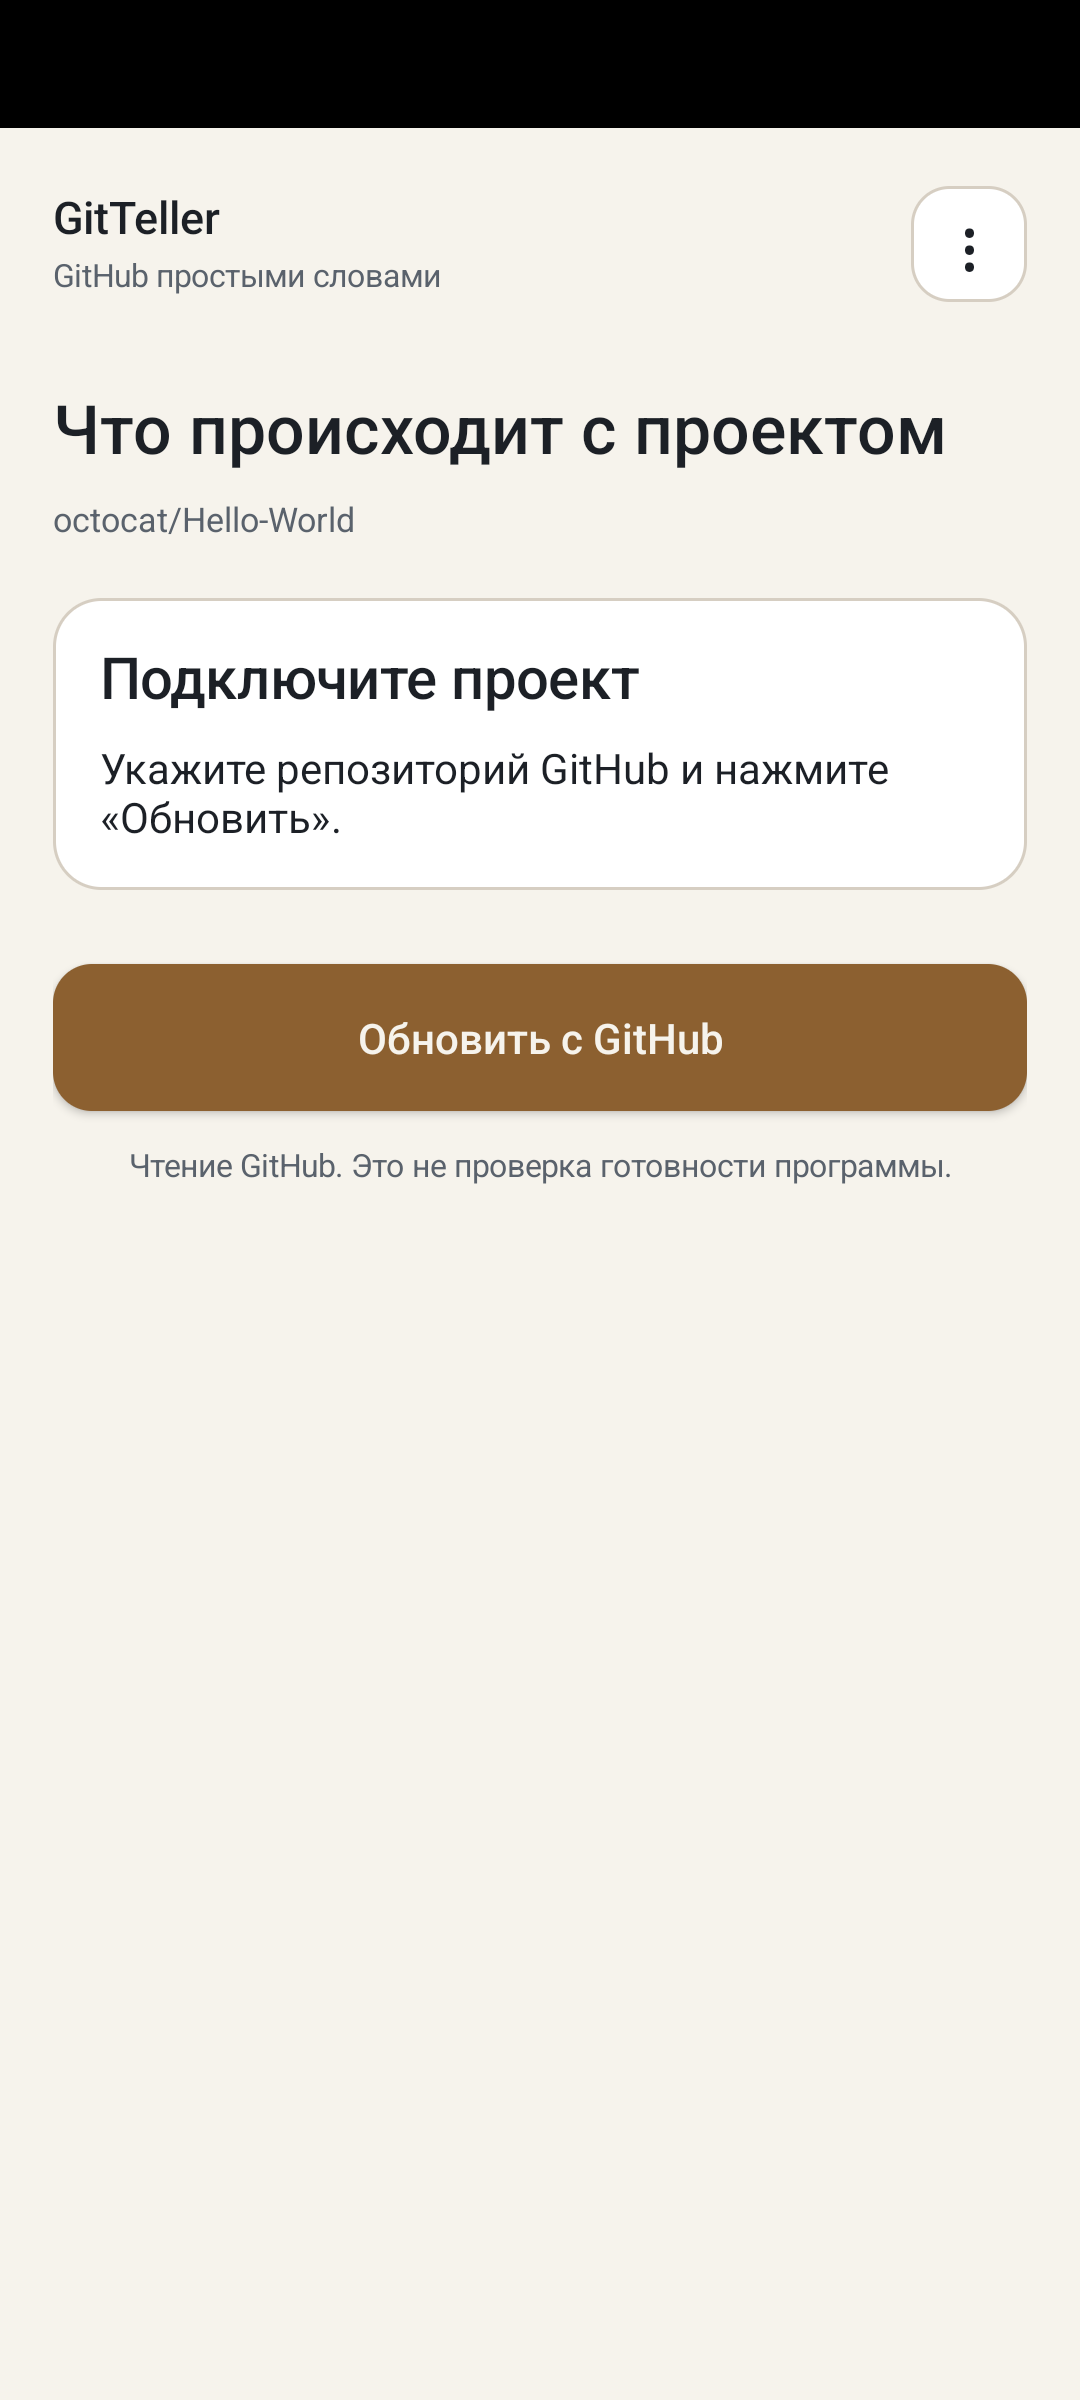 GitTeller
GitHub простыми словами
Что происходит с проектом
octocat/Hello-World
Подключите проект
Укажите репозиторий GitHub и нажмите
«Обновить».
Обновить с GitHub
Чтение GitHub. Это не проверка готовности программы.